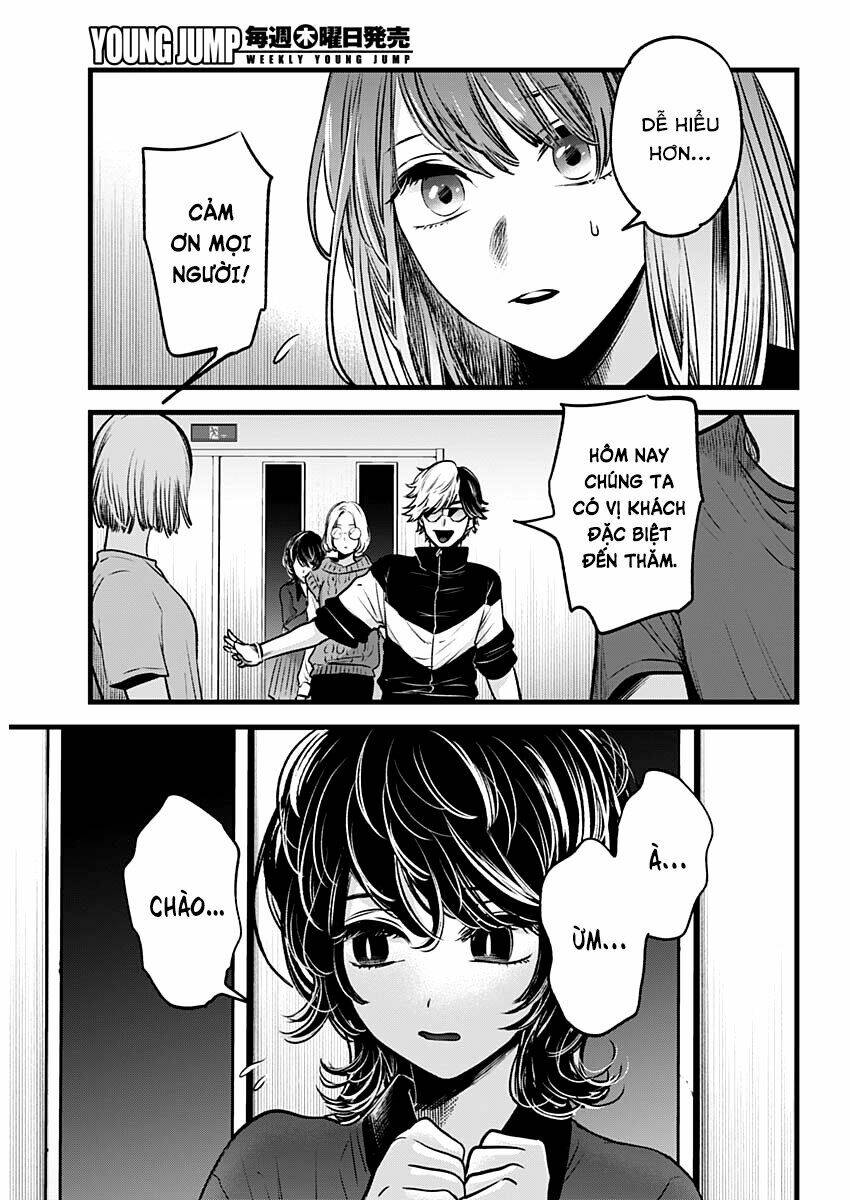 YOUNG JUMP 毎週木曜日発売
WEEKLY YOUNG JUMP
DỄ HIỂU
HƠN...
CẢM
ƠN MỌI
NGƯỜI!
HÔM NAY
CHÚNG TA
CÓ VỊ KHÁCH
ĐẶC BIỆT
ĐẾN THĂM.
À...
ỪM...
CHÀO...